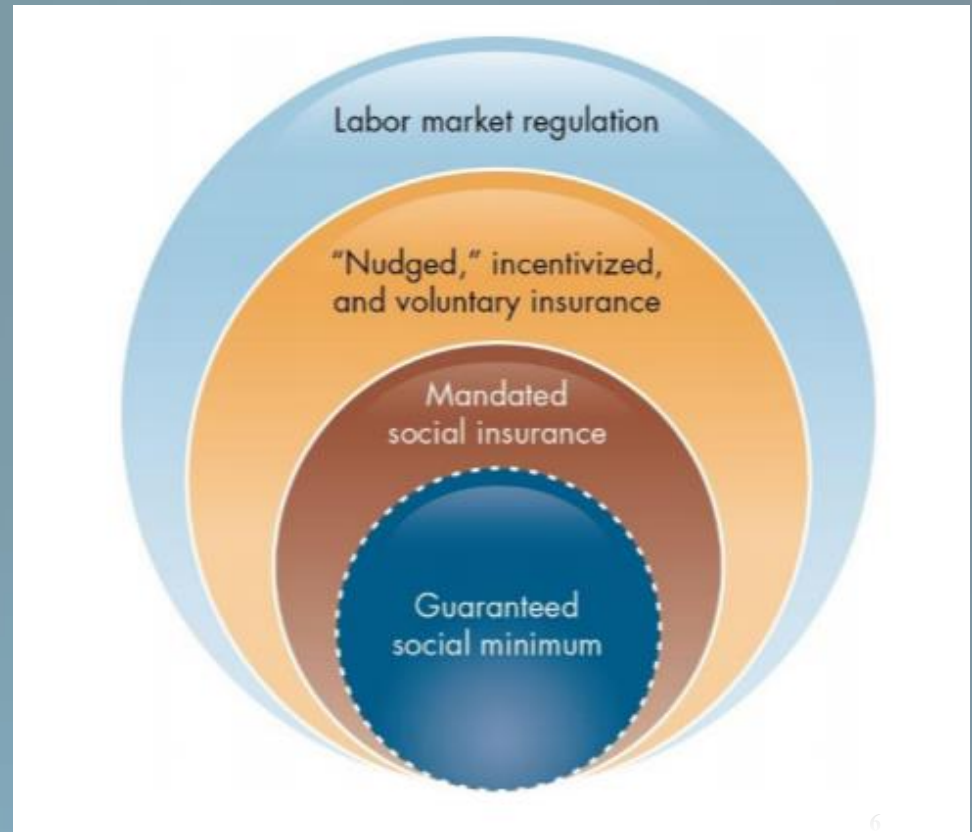 Labor market regulation
“Nudged,“ incentivized,
and voluntary insurance
Mandated
social insurance
Guaranteed
social minimum
6